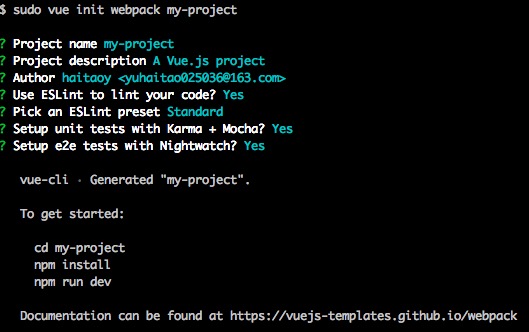 $ sudo vue init webpack my-project
? Project name my-project
? Project description A Vue.js project
? Author haitaoy <yuhaitao025036@163.com>
? Use ESLint to lint your code? Yes
? Pick an ESLint preset Standard
? Setup unit tests with Karma + Mocha? Yes
? Setup e2e tests with Nightwatch? Yes
vue-cli · Generated "my-project".
To get started:
cd my-project
npm install
npm run dev
Documentation can be found at https://vuejs-templates.github.io/webpack